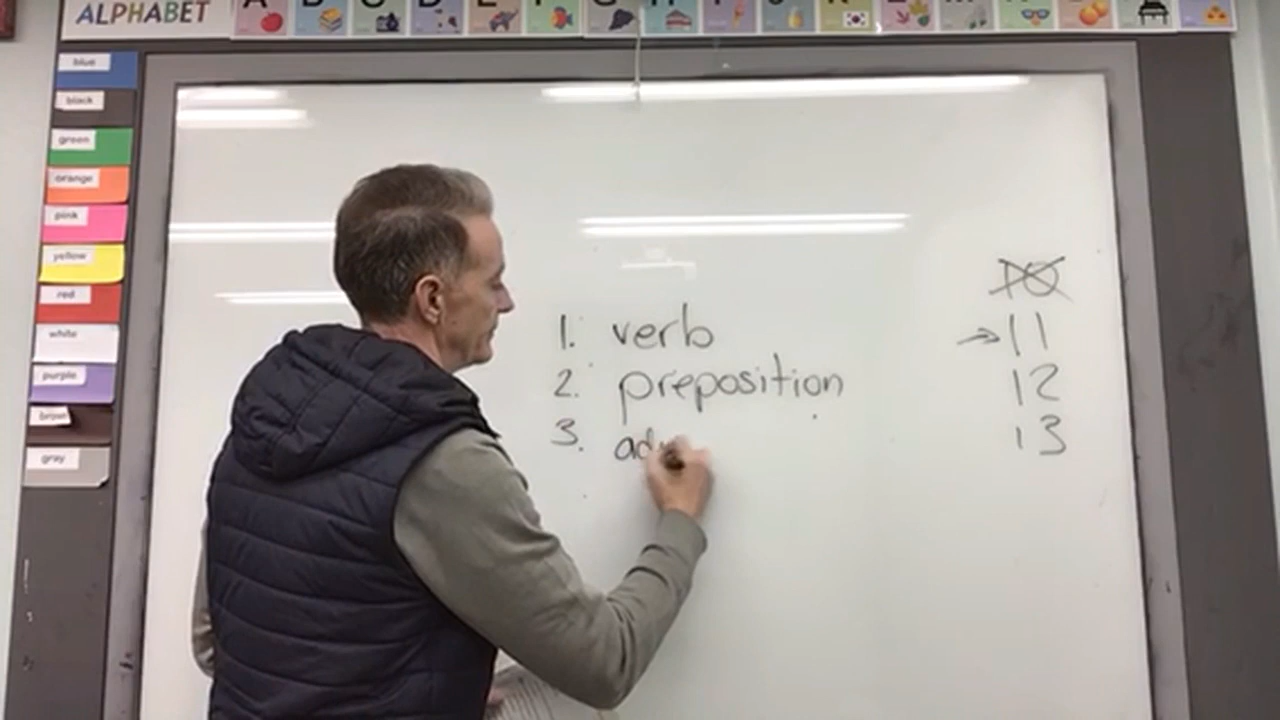 ALPHABET
blue
black
green
orange
pink
yellow
red
white
purple
brown
gray
1. verb
2. preposition
3.
10
→11
12
13